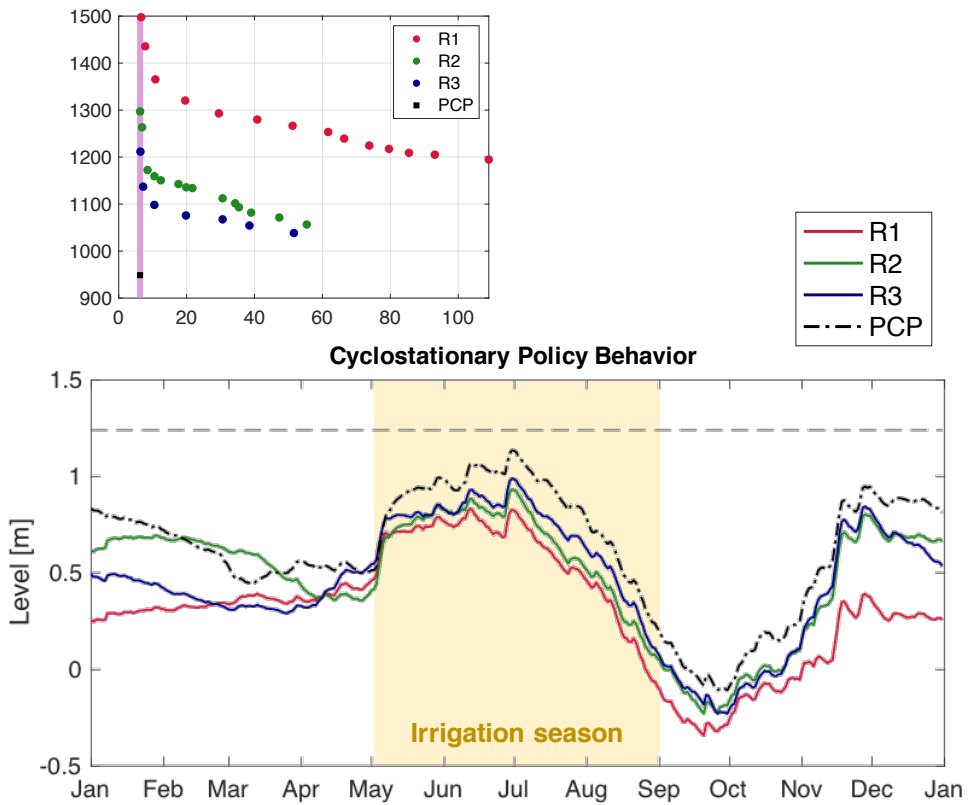 1500
1400
1300
1200
1100
1000
900
0 20 40 60 80 100
R1
R2
R3
PCP
R1
R2
R3
PCP
Cyclostationary Policy Behavior
Level [m]
1.5
1
0.5
0
-0.5
Irrigation season
Jan Feb Mar Apr May Jun Jul Aug Sep Oct Nov Dec Jan